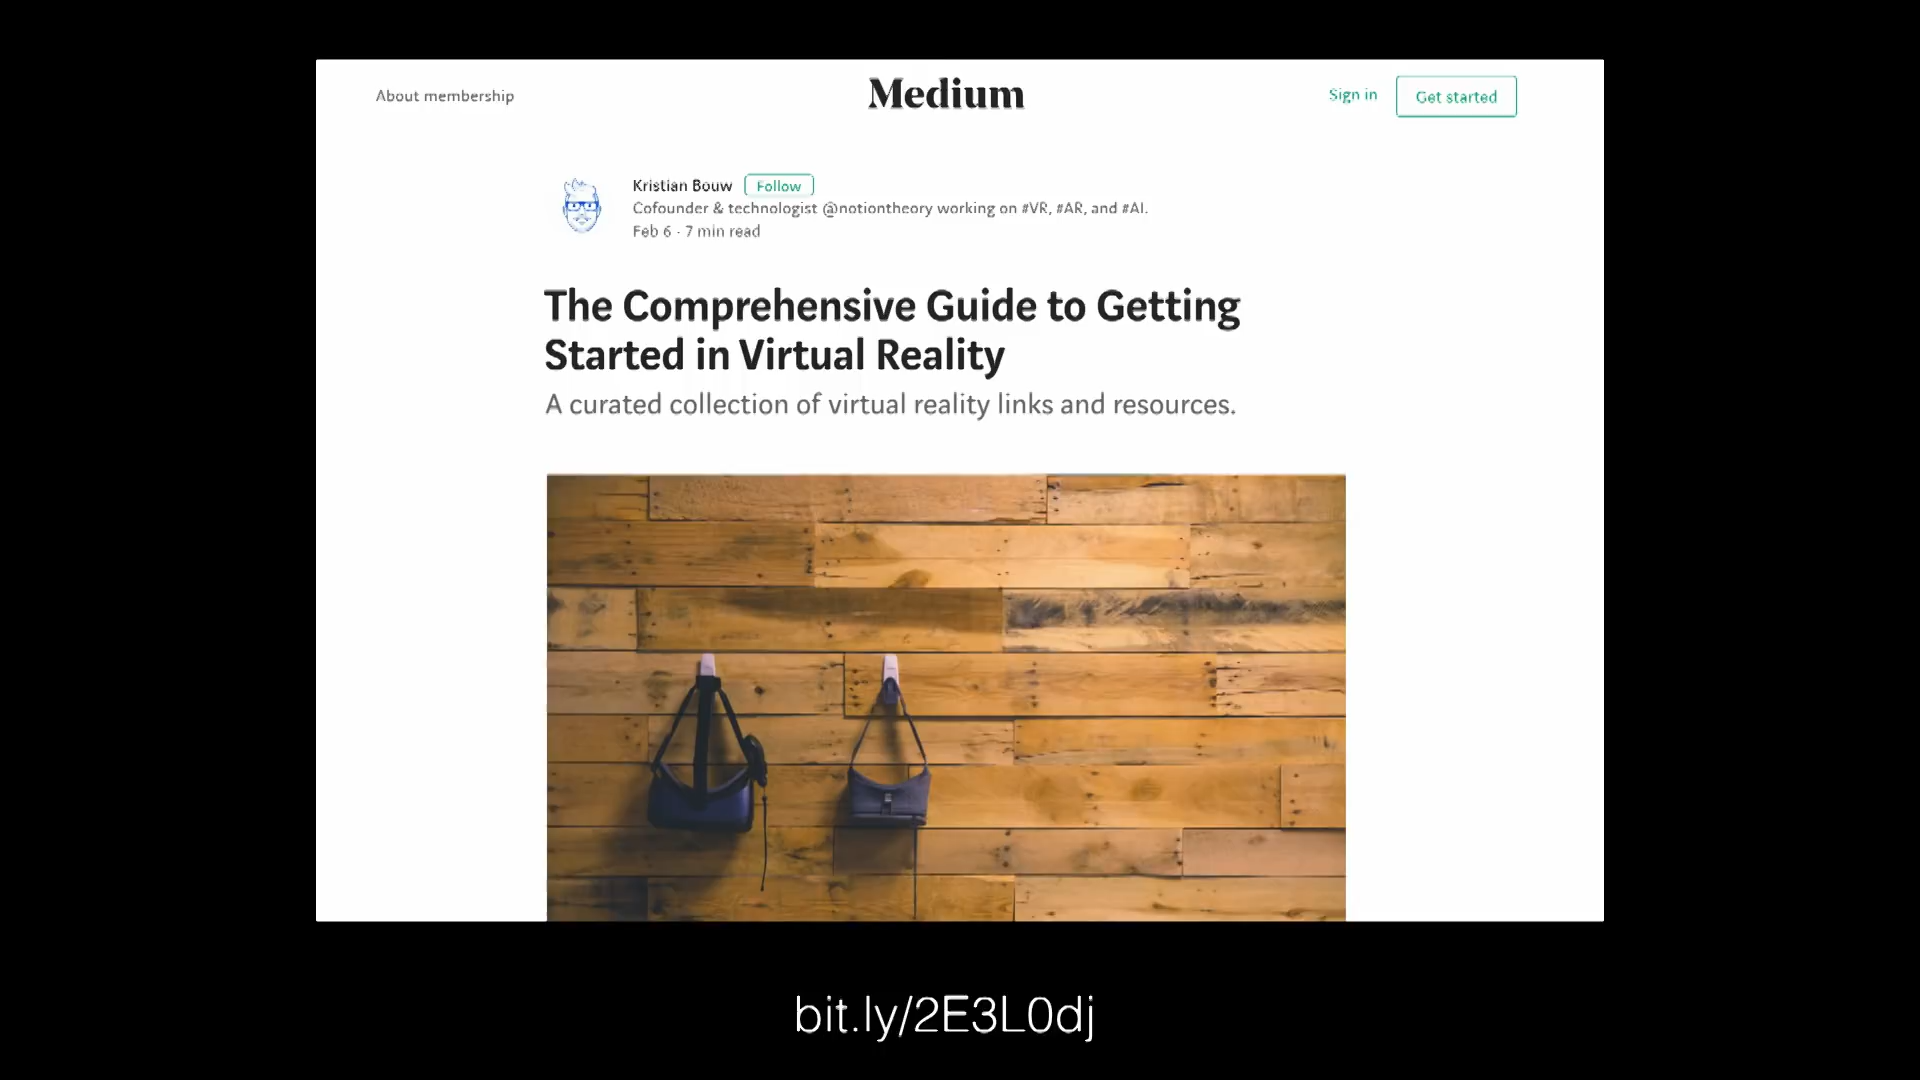 About membership
Medium
Sign in
Get started
Kristian Bouw
Follow
Cofounder & technologist @notiontheory working on #VR, #AR, and #AI.
Feb 6 · 7 min read
The Comprehensive Guide to Getting
Started in Virtual Reality
A curated collection of virtual reality links and resources.
bit.ly/2E3L0dj